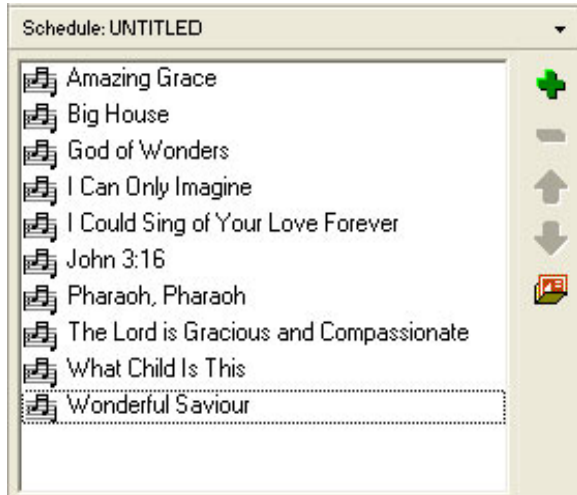 Schedule: UNTITLED
Amazing Grace
Big House
God of Wonders
I Can Only Imagine
I Could Sing of Your Love Forever
John 3:16
Pharaoh, Pharaoh
The Lord is Gracious and Compassionate
What Child Is This
Wonderful Saviour